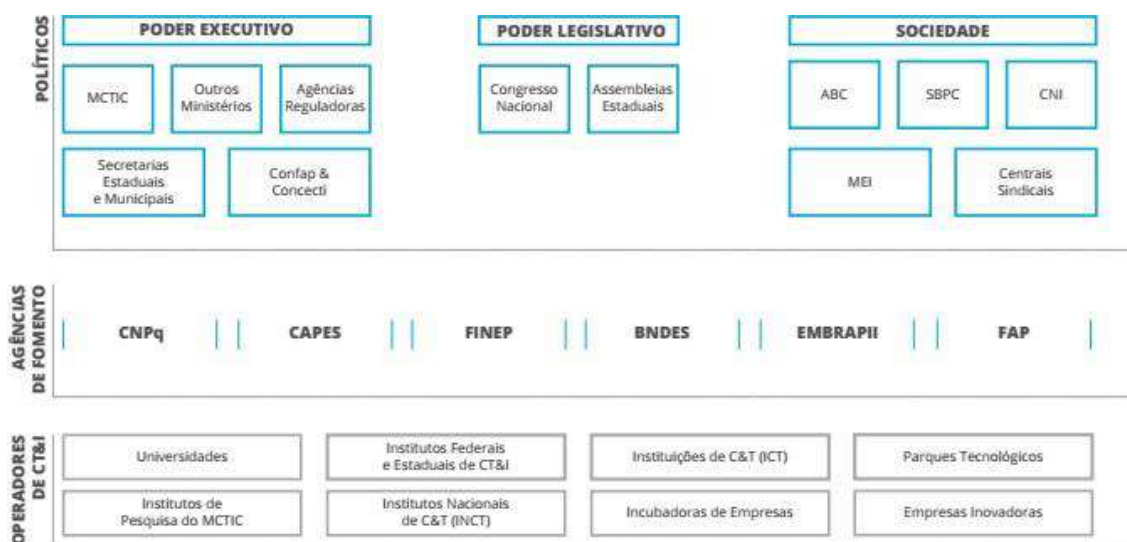 POLÍTICOS
PODER EXECUTIVO
PODER LEGISLATIVO
SOCIEDADE
MCTIC
Outros
Ministérios
Agências
Reguladoras
Congresso
Nacional
Assembleias
Estaduais
ABC
SBPC
CNI
Secretarias
Estaduais
e Municipais
Confap &
Concecti
MEI
Centrais
Sindicais
AGÊNCIAS
DE FOMENTO
CNPq
CAPES
FINEP
BNDES
EMBRAPII
FAP
OPERADORES
DE CT&I
Universidades
Institutos Federais
e Estaduais de CT&I
Instituições de C&T (ICT)
Parques Tecnológicos
Institutos de
Pesquisa do MCTIC
Institutos Nacionais
de C&T (INCT)
Incubadoras de Empresas
Empresas Inovadoras